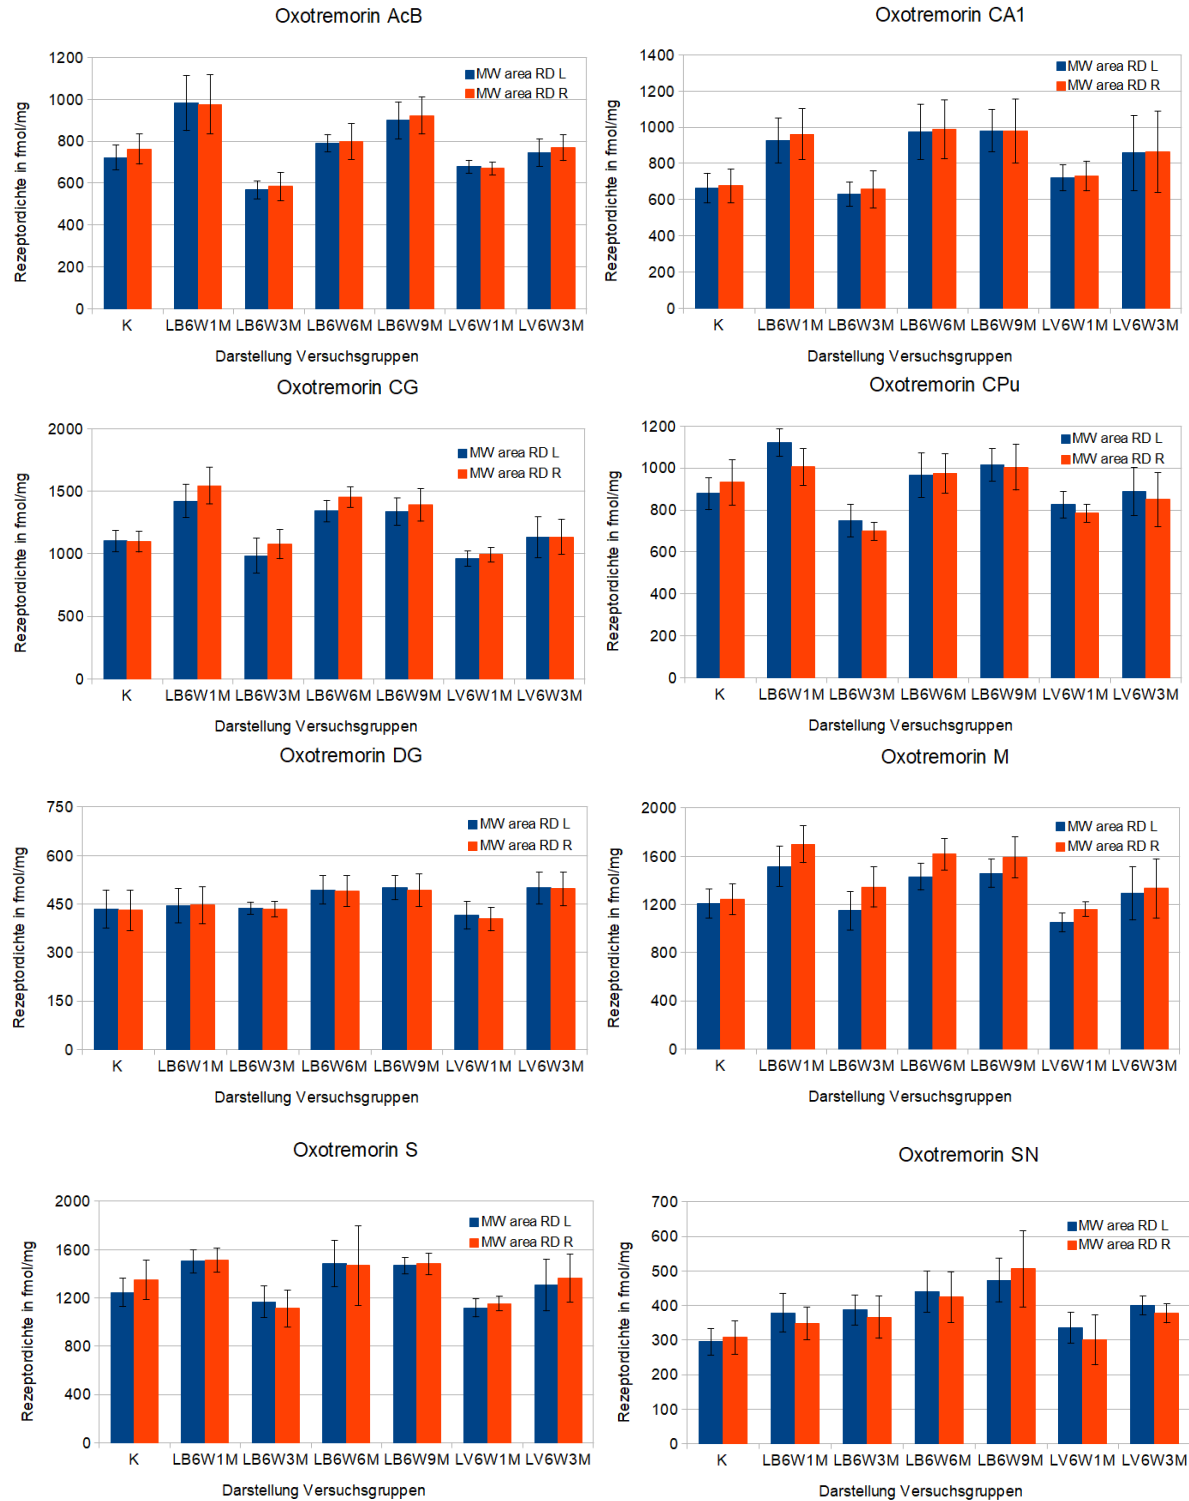 Oxotremorin AcB
1200
1000
800
600
400
200
0
Rezeptordichte in fmol/mg
MW area RD L
MW area RD R
K LB6W1M LB6W3M LB6W6M LB6W9M LV6W1M LV6W3M
Darstellung Versuchsgruppen
Oxotremorin CA1
1400
1200
1000
800
600
400
200
0
Rezeptordichte in fmol/mg
MW area RD L
MW area RD R
K LB6W1M LB6W3M LB6W6M LB6W9M LV6W1M LV6W3M
Darstellung Versuchsgruppen
Oxotremorin CG
2000
1500
1000
500
0
Rezeptordichte in fmol/mg
MW area RD L
MW area RD R
K LB6W1M LB6W3M LB6W6M LB6W9M LV6W1M LV6W3M
Darstellung Versuchsgruppen
Oxotremorin CPu
1200
1000
800
600
400
200
0
Rezeptordichte in fmol/mg
MW area RD L
MW area RD R
K LB6W1M LB6W3M LB6W6M LB6W9M LV6W1M LV6W3M
Darstellung Versuchsgruppen
Oxotremorin DG
750
600
450
300
150
0
Rezeptordichte in fmol/mg
MW area RD L
MW area RD R
K LB6W1M LB6W3M LB6W6M LB6W9M LV6W1M LV6W3M
Darstellung Versuchsgruppen
Oxotremorin M
2000
1600
1200
800
400
0
Rezeptordichte in fmol/mg
MW area RD L
MW area RD R
K LB6W1M LB6W3M LB6W6M LB6W9M LV6W1M LV6W3M
Darstellung Versuchsgruppen
Oxotremorin S
2000
1600
1200
800
400
0
Rezeptordichte in fmol/mg
MW area RD L
MW area RD R
K LB6W1M LB6W3M LB6W6M LB6W9M LV6W1M LV6W3M
Darstellung Versuchsgruppen
Oxotremorin SN
700
600
500
400
300
200
100
0
Rezeptordichte in fmol/mg
MW area RD L
MW area RD R
K LB6W1M LB6W3M LB6W6M LB6W9M LV6W1M LV6W3M
Darstellung Versuchsgruppen